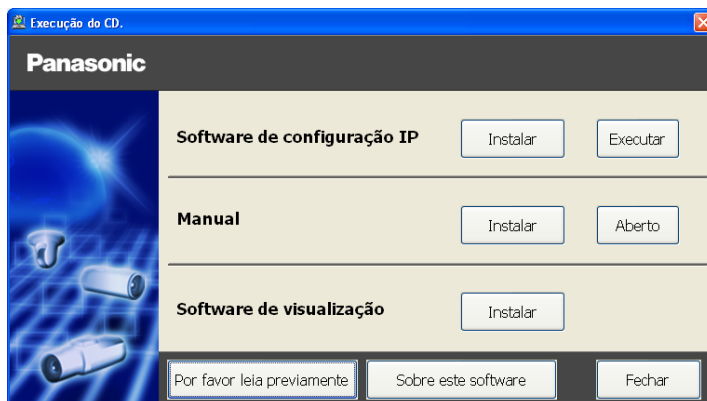 Execução do CD.
Panasonic
Software de configuração IP Instalar Executar
Manual Instalar Aberto
Software de visualização Instalar
Por favor leia previamente Sobre este software Fechar